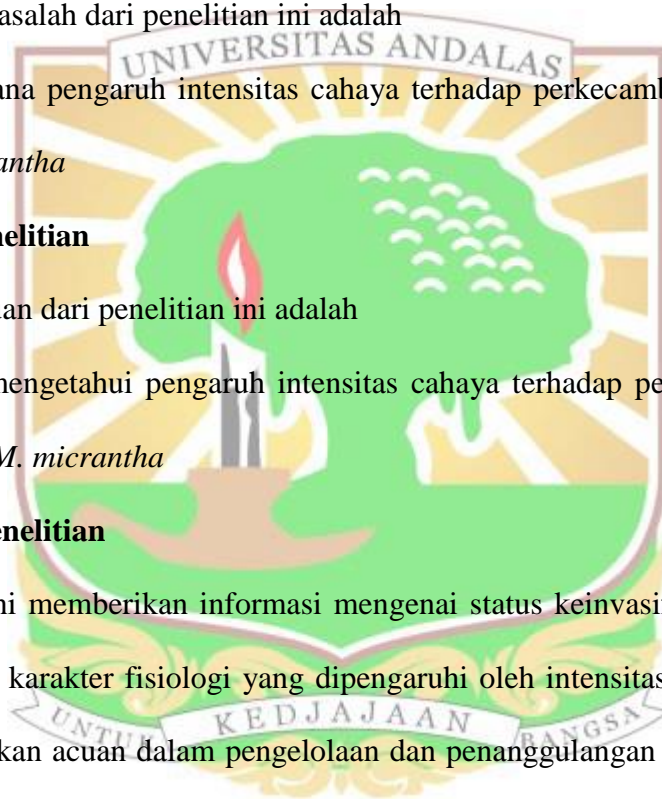 asalah dari penelitian ini adalah
UNIVERSITAS ANDALAS
ana pengaruh intensitas cahaya terhadap perkecamb
antha
nelitian
an dari penelitian ini adalah
mengetahui pengaruh intensitas cahaya terhadap pe
M. micrantha
enelitian
ni memberikan informasi mengenai status keinvasif
karakter fisiologi yang dipengaruhi oleh intensitas
UNTUK KEDJAJAAN BANGSA
kan acuan dalam pengelolaan dan penanggulangan